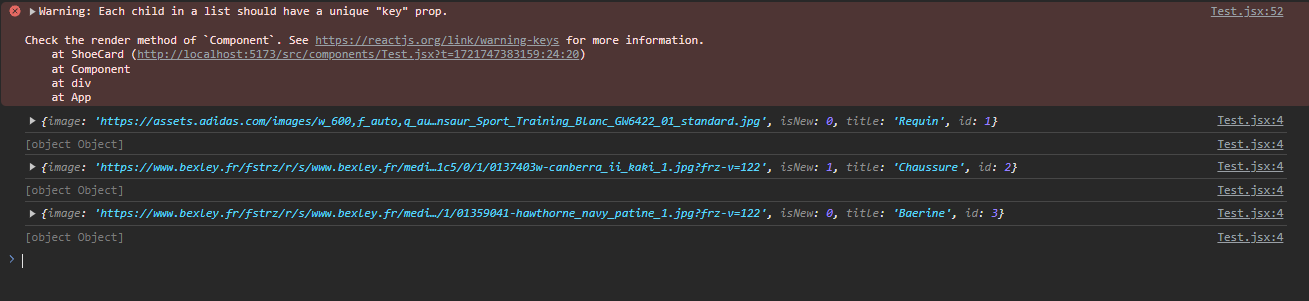 Warning: Each child in a list should have a unique "key" prop. Test.jsx:52
Check the render method of `Component`. See https://reactjs.org/link/warning-keys for more information.
at ShoeCard (http://localhost:5173/src/components/Test.jsx?t=1721747383159:24:20)
at Component
at div
at App
{image: 'https://assets.adidas.com/images/w_600,f_auto,q_au…nsaur_Sport_Training_Blanc_GW6422_01_standard.jpg', isNew: 0, title: 'Requin', id: 1} Test.jsx:4
[object Object] Test.jsx:4
{image: 'https://www.bexley.fr/fstrz/r/s/www.bexley.fr/medi…1c5/0/1/0137403w-canberra_ii_kaki_1.jpg?frz-v=122', isNew: 1, title: 'Chaussure', id: 2} Test.jsx:4
[object Object] Test.jsx:4
{image: 'https://www.bexley.fr/fstrz/r/s/www.bexley.fr/medi…/1/01359041-hawthorne_navy_patine_1.jpg?frz-v=122', isNew: 0, title: 'Baerine', id: 3} Test.jsx:4
[object Object] Test.jsx:4